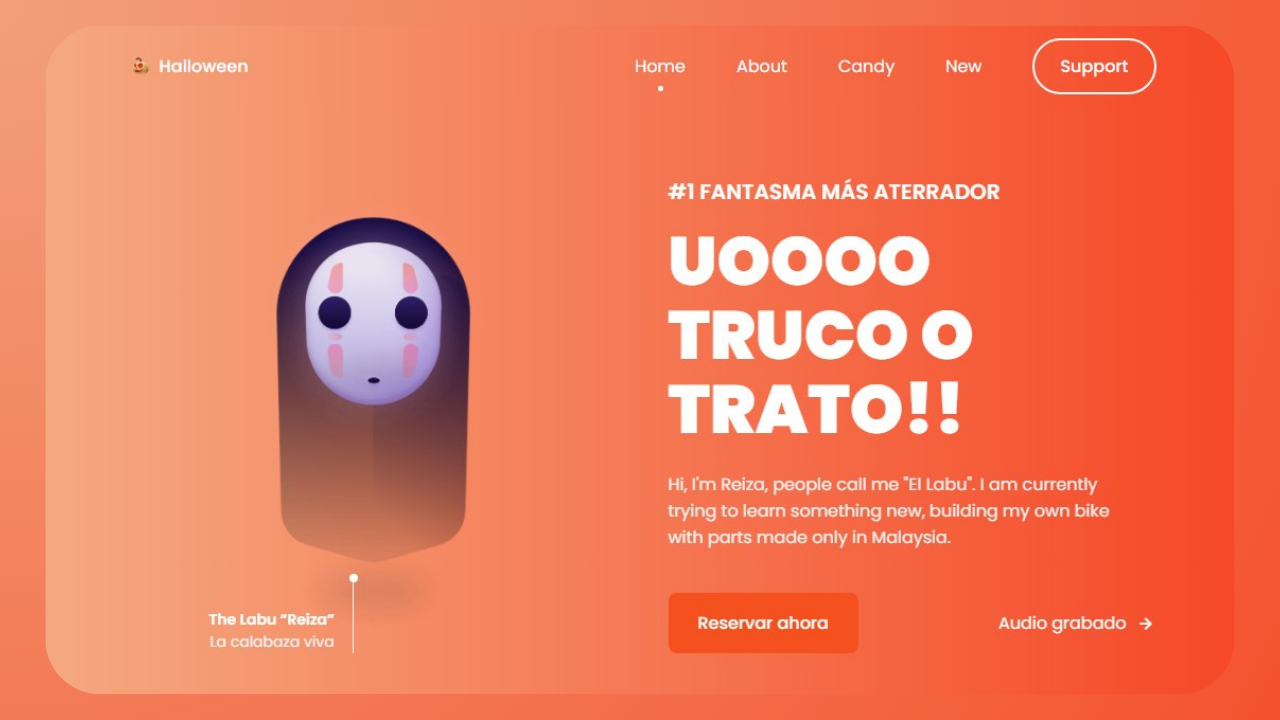 Halloween
Home
About
Candy
New
Support
#1 FANTASMA MÁS ATERRADOR
UOOOO
TRUCO O
TRATO!!
Hi, I'm Reiza, people call me "El Labu". I am currently
trying to learn something new, building my own bike
with parts made only in Malaysia.
Reservar ahora
Audio grabado →
The Labu “Reiza”
La calabaza viva